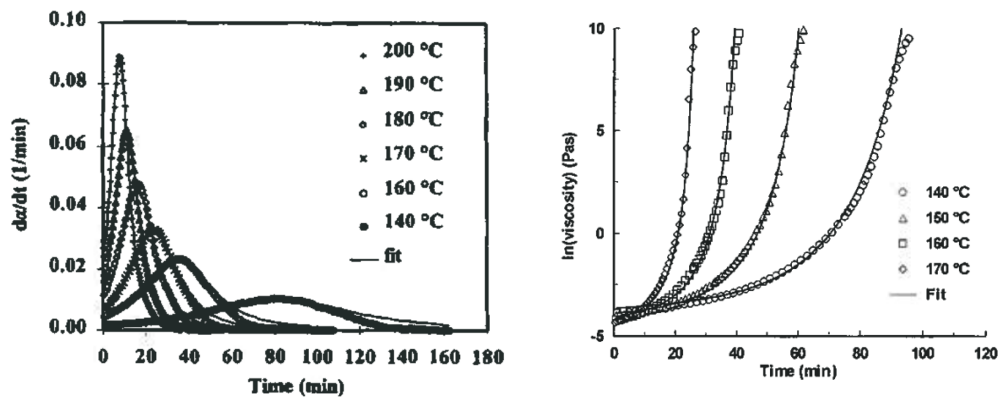 0.10
0.08
0.06
0.04
0.02
0.00
dα/dt (1/min)
200 °C
190 °C
180 °C
170 °C
160 °C
140 °C
fit
0 20 40 60 80 100 120 140 160 180
Time (min)
10
5
0
-5
ln(viscosity) (Pas)
140 °C
150 °C
160 °C
170 °C
Fit
0 20 40 60 80 100 120
Time (min)